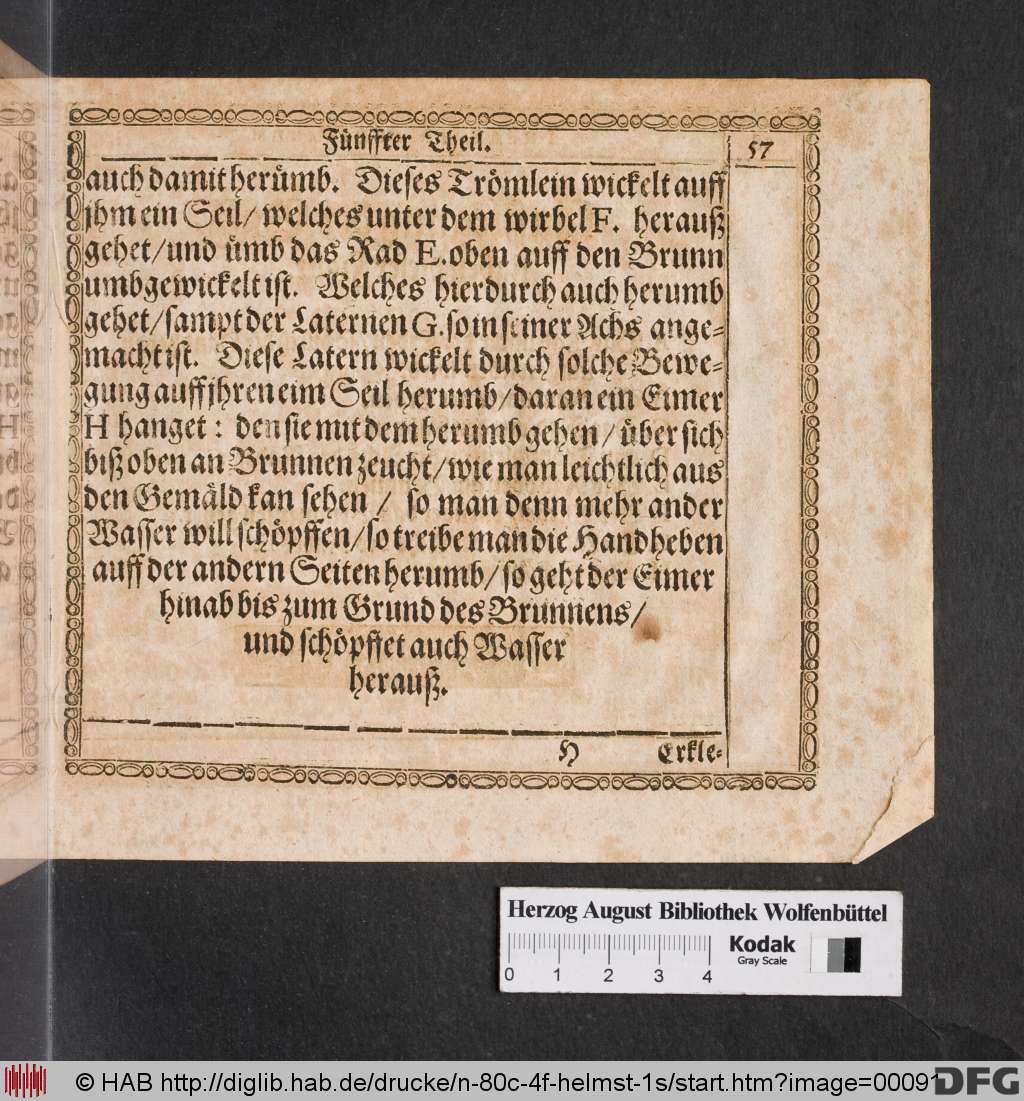 Fünffter Theil.
57
auch damit herümb. Dieses Trömlein wickelt auff
jhm ein Seil/ welches unter dem wirbel F. herauß
gehet/ und ümb das Rad E. oben auff den Brunn
umbgewickelt ist. Welches hierdurch auch herumb
gehet/ sampt der Laternen G. so in seiner Achs ange⸗
macht ist. Diese Latern wickelt durch solche Bewe⸗
gung auff jhren eim Seil herumb/ daran ein Eimer
H hanget: den sie mit dem herumb gehen/ über sich
biß oben an Brunnen zeucht/ wie man leichtlich aus
den Gemäld kan sehen/ so man denn mehr ander
Wasser will schöpffen/ so treibe man die Handheben
auff der andern Seiten herumb/ so geht der Eimer
hinab bis zum Grund des Brunnens/
und schöpffet auch Wasser
herauß.
H Erkle⸗
Herzog August Bibliothek Wolfenbüttel
0 1 2 3 4
Kodak
Gray Scale
© HAB http://diglib.hab.de/drucke/n-80c-4f-helmst-1s/start.htm?image=00091
DFG